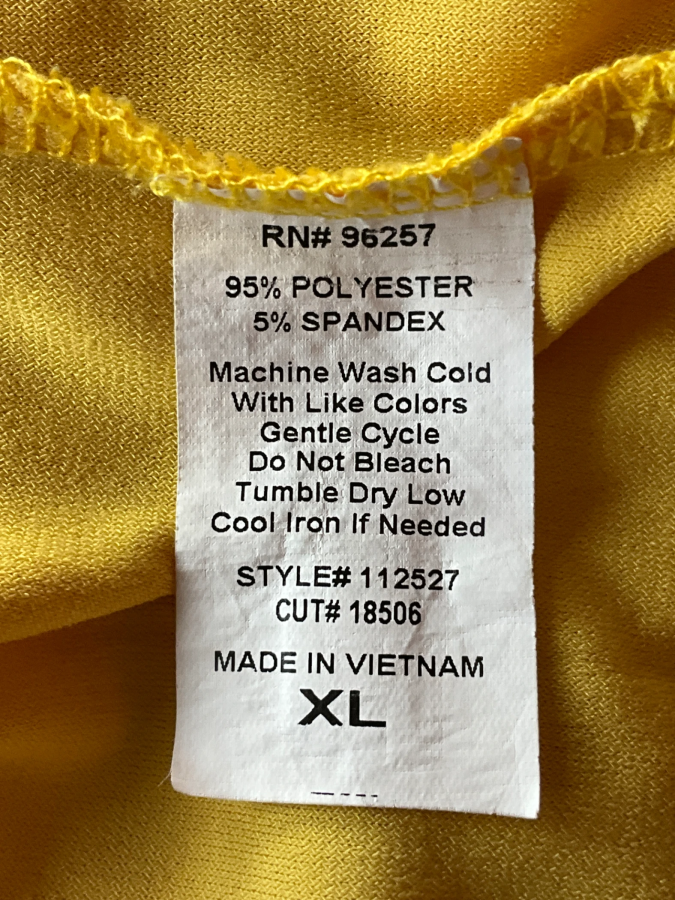 RN# 96257
95% POLYESTER
5% SPANDEX
Machine Wash Cold
With Like Colors
Gentle Cycle
Do Not Bleach
Tumble Dry Low
Cool Iron If Needed
STYLE# 112527
CUT# 18506
MADE IN VIETNAM
XL